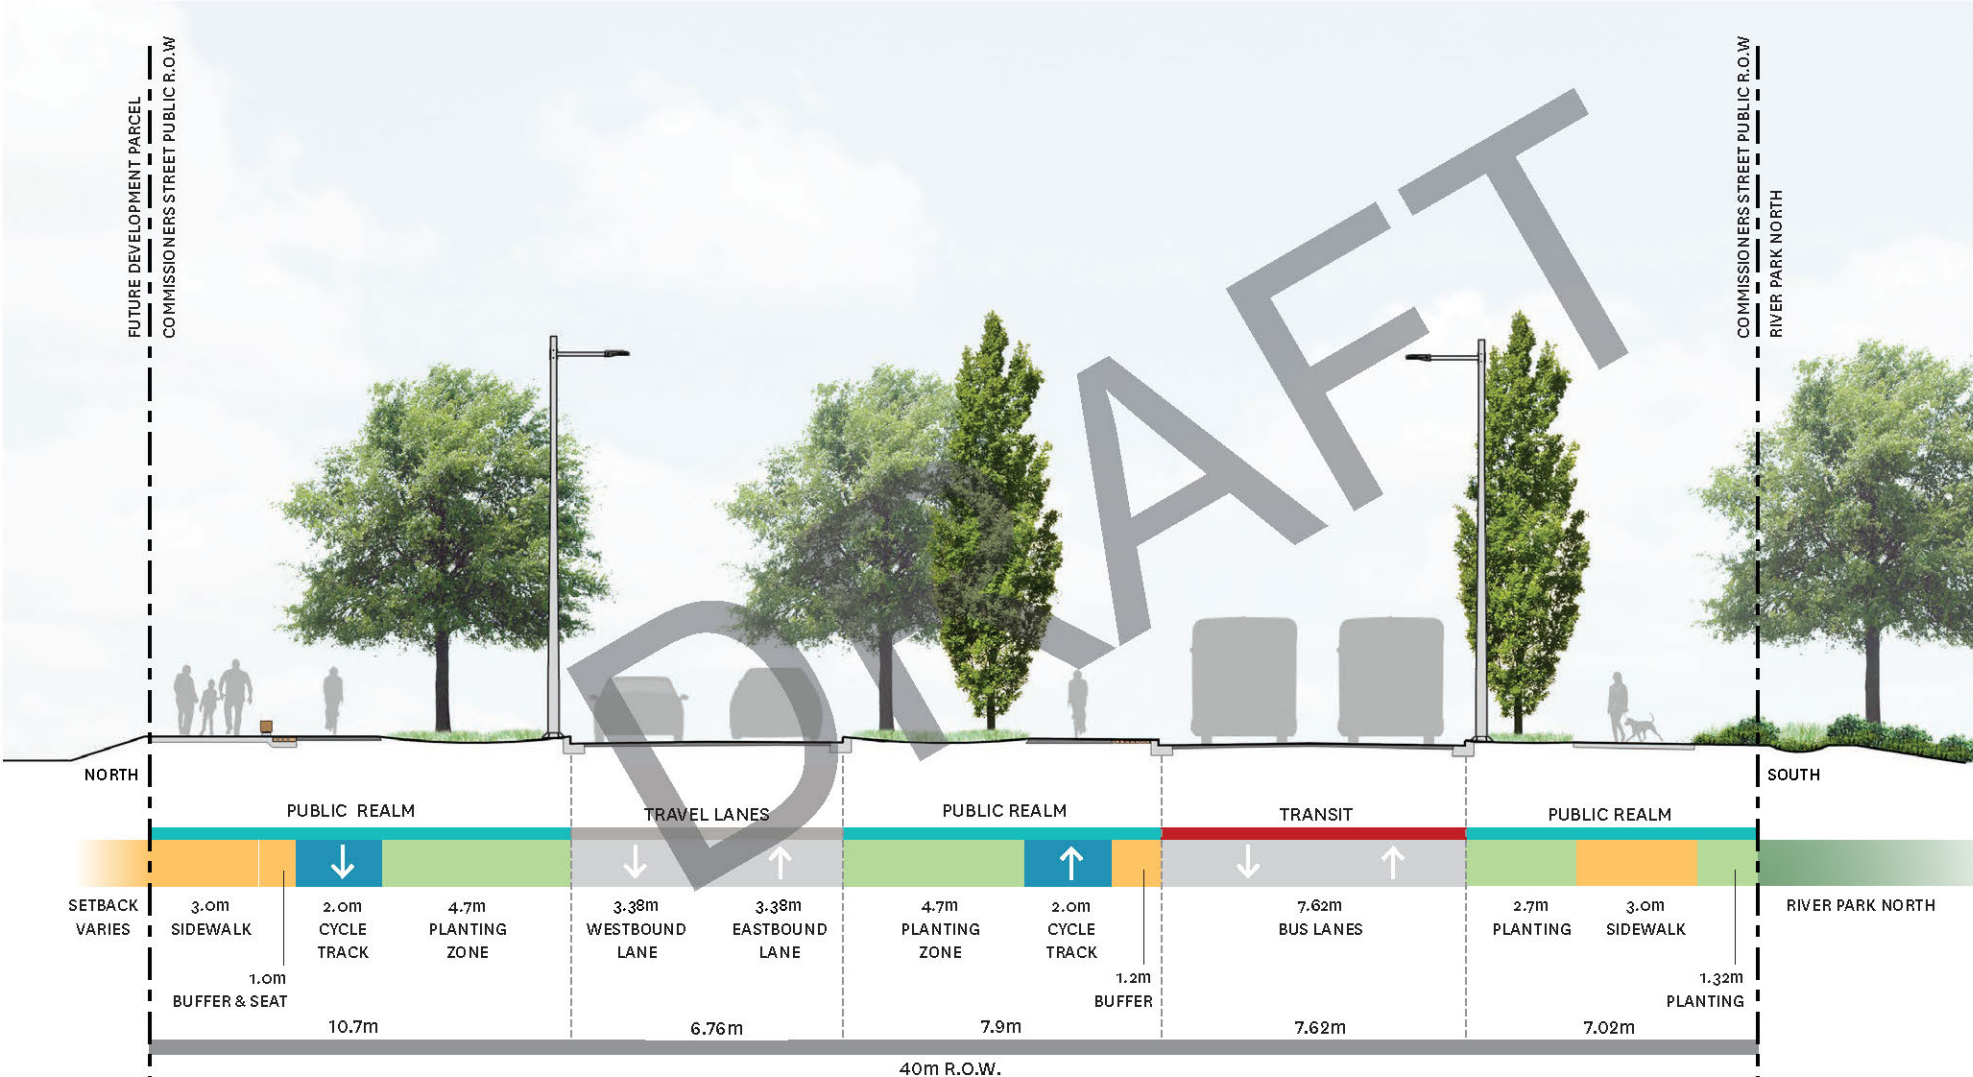 FUTURE DEVELOPMENT PARCEL
COMMISSIONERS STREET PUBLIC R.O.W
COMMISSIONERS STREET PUBLIC R.O.W
RIVER PARK NORTH
DRAFT
NORTH
SOUTH
PUBLIC REALM
TRAVEL LANES
PUBLIC REALM
TRANSIT
PUBLIC REALM
SETBACK
VARIES
3.0m
SIDEWALK
1.0m
BUFFER & SEAT
2.0m
CYCLE
TRACK
4.7m
PLANTING
ZONE
3.38m
WESTBOUND
LANE
3.38m
EASTBOUND
LANE
4.7m
PLANTING
ZONE
2.0m
CYCLE
TRACK
1.2m
BUFFER
7.62m
BUS LANES
2.7m
PLANTING
3.0m
SIDEWALK
1.32m
PLANTING
RIVER PARK NORTH
10.7m
6.76m
7.9m
7.62m
7.02m
40m R.O.W.